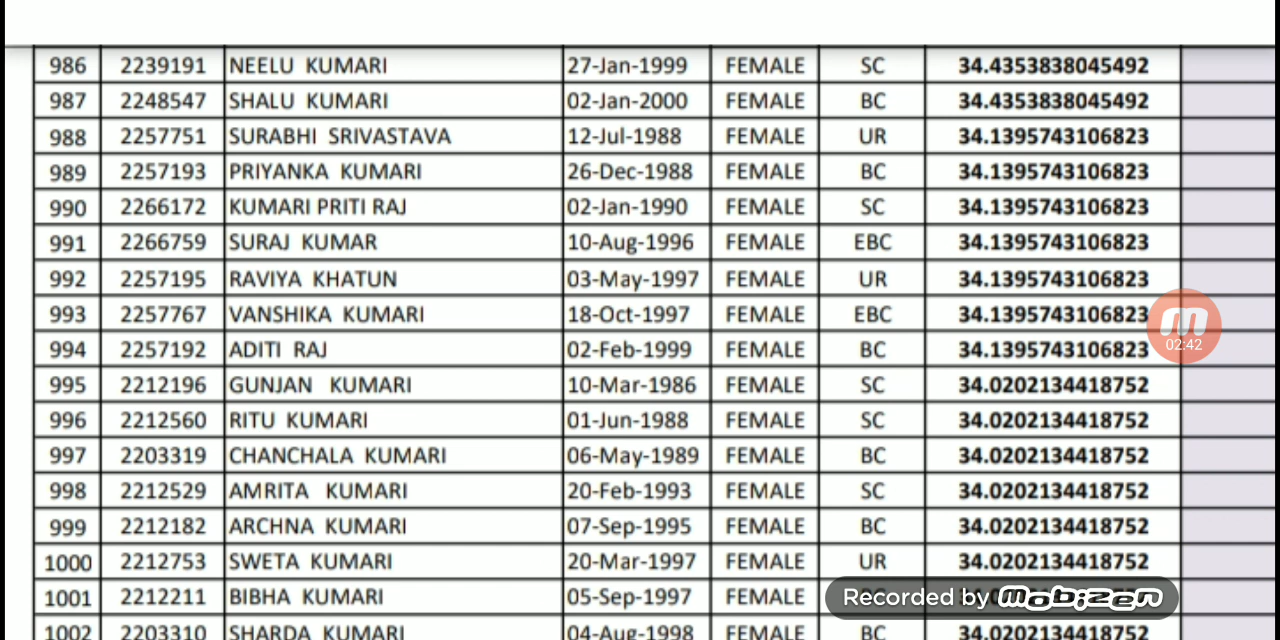 986 2239191 NEELU KUMARI 27-Jan-1999 FEMALE SC 34.4353838045492
987 2248547 SHALU KUMARI 02-Jan-2000 FEMALE BC 34.4353838045492
988 2257751 SURABHI SRIVASTAVA 12-Jul-1988 FEMALE UR 34.1395743106823
989 2257193 PRIYANKA KUMARI 26-Dec-1988 FEMALE BC 34.1395743106823
990 2266172 KUMARI PRITI RAJ 02-Jan-1990 FEMALE SC 34.1395743106823
991 2266759 SURAJ KUMAR 10-Aug-1996 FEMALE EBC 34.1395743106823
992 2257195 RAVIYA KHATUN 03-May-1997 FEMALE UR 34.1395743106823
993 2257767 VANSHIKA KUMARI 18-Oct-1997 FEMALE EBC 34.1395743106823
02:42
994 2257192 ADITI RAJ 02-Feb-1999 FEMALE BC 34.1395743106823
995 2212196 GUNJAN KUMARI 10-Mar-1986 FEMALE SC 34.0202134418752
996 2212560 RITU KUMARI 01-Jun-1988 FEMALE SC 34.0202134418752
997 2203319 CHANCHALA KUMARI 06-May-1989 FEMALE BC 34.0202134418752
998 2212529 AMRITA KUMARI 20-Feb-1993 FEMALE SC 34.0202134418752
999 2212182 ARCHNA KUMARI 07-Sep-1995 FEMALE BC 34.0202134418752
1000 2212753 SWETA KUMARI 20-Mar-1997 FEMALE UR 34.0202134418752
1001 2212211 BIBHA KUMARI 05-Sep-1997 FEMALE
Recorded by mobizen
1002 2203310 SHARDA KUMARI 04-Aug-1998 FEMALE BC 34.0202134418752